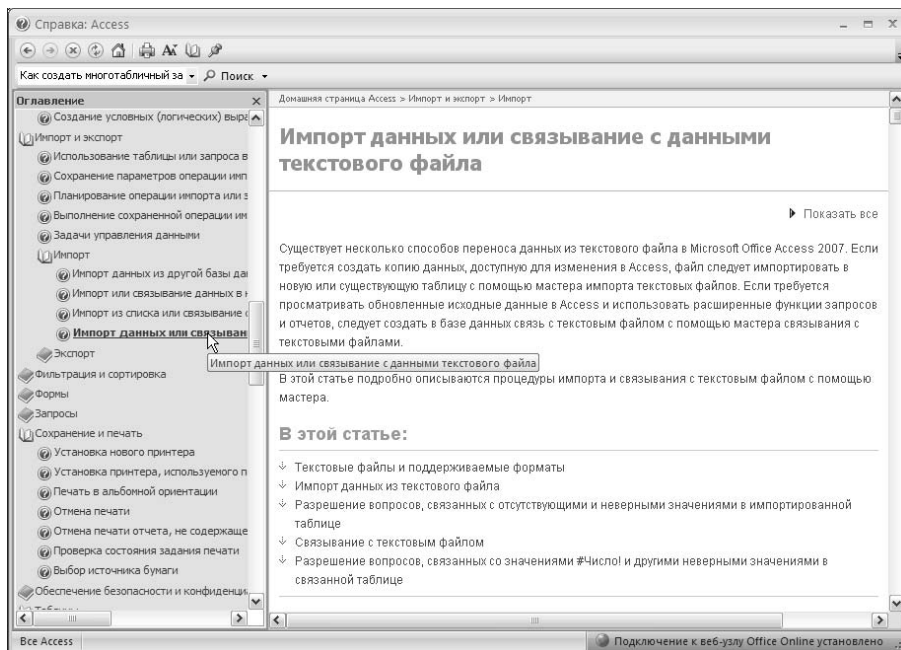 Справка: Access
Как создать многотабличный за
Поиск
Оглавление
Создание условных (логических) выра
Импорт и экспорт
Использование таблицы или запроса в
Сохранение параметров операции имп
Планирование операции импорта или э
Выполнение сохраненной операции им
Задачи управления данными
Импорт
Импорт данных из другой базы да
Импорт или связывание данных в
Импорт из списка или связывание
Импорт данных или связыван
Экспорт
Фильтрация и сортировка
Формы
Запросы
Сохранение и печать
Установка нового принтера
Установка принтера, используемого п
Печать в альбомной ориентации
Отмена печати
Отмена печати отчета, не содержаще
Проверка состояния задания печати
Выбор источника бумаги
Обеспечение безопасности и конфиденци
Домашняя страница Access > Импорт и экспорт > Импорт
Импорт данных или связывание с данными
текстового файла
Показать все
Существует несколько способов переноса данных из текстового файла в Microsoft Office Access 2007. Если
требуется создать копию данных, доступную для изменения в Access, файл следует импортировать в
новую или существующую таблицу с помощью мастера импорта текстовых файлов. Если требуется
просматривать обновленные исходные данные в Access и использовать расширенные функции запросов
и отчетов, следует создать в базе данных связь с текстовым файлом с помощью мастера связывания с
текстовыми файлами.
Импорт данных или связывание с данными текстового файла
В этой статье подробно описываются процедуры импорта и связывания с текстовым файлом с помощью
мастера.
В этой статье:
Текстовые файлы и поддерживаемые форматы
Импорт данных из текстового файла
Разрешение вопросов, связанных с отсутствующими и неверными значениями в импортированной
таблице
Связывание с текстовым файлом
Разрешение вопросов, связанных со значениями #Число! и другими неверными значениями в
связанной таблице
Все Access
Подключение к веб-узлу Office Online установлено